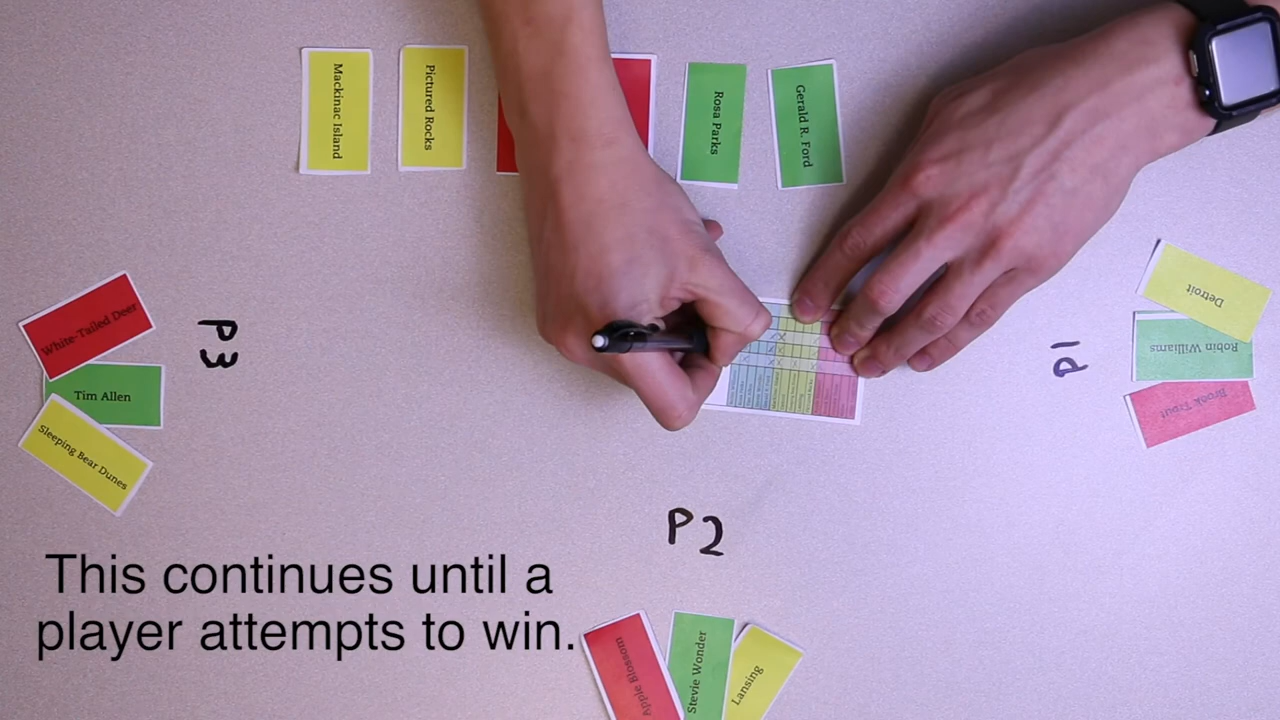 Mackinac Island
Pictured Rocks
Rosa Parks
Gerald R. Ford
Detroit
Robin Williams
Brook Trout
P1
White-Tailed Deer
Tim Allen
Sleeping Bear Dunes
P3
P2
Apple Blossom
Stevie Wonder
Lansing
This continues until a
player attempts to win.